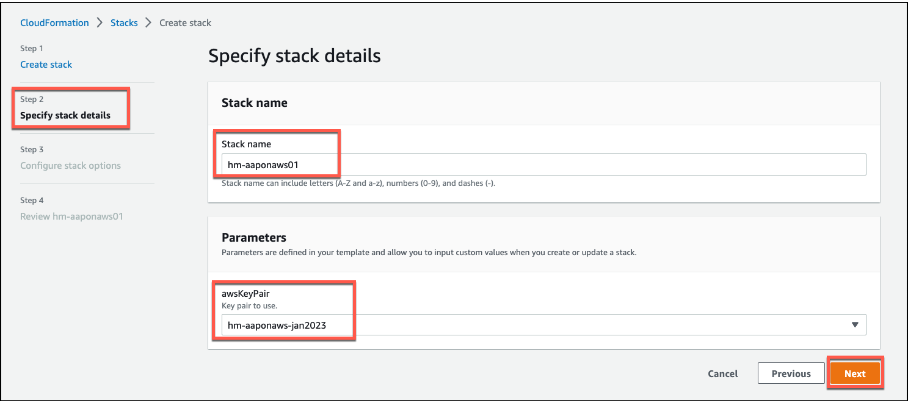 CloudFormation > Stacks > Create stack
Step 1
Create stack
Step 2
Specify stack details
Step 3
Configure stack options
Step 4
Review hm-aaponaws01
Specify stack details
Stack name
Stack name
hm-aaponaws01
Stack name can include letters (A-Z and a-z), numbers (0-9), and dashes (-).
Parameters
Parameters are defined in your template and allow you to input custom values when you create or update a stack.
awsKeyPair
Key pair to use.
hm-aaponaws-jan2023
Cancel Previous Next